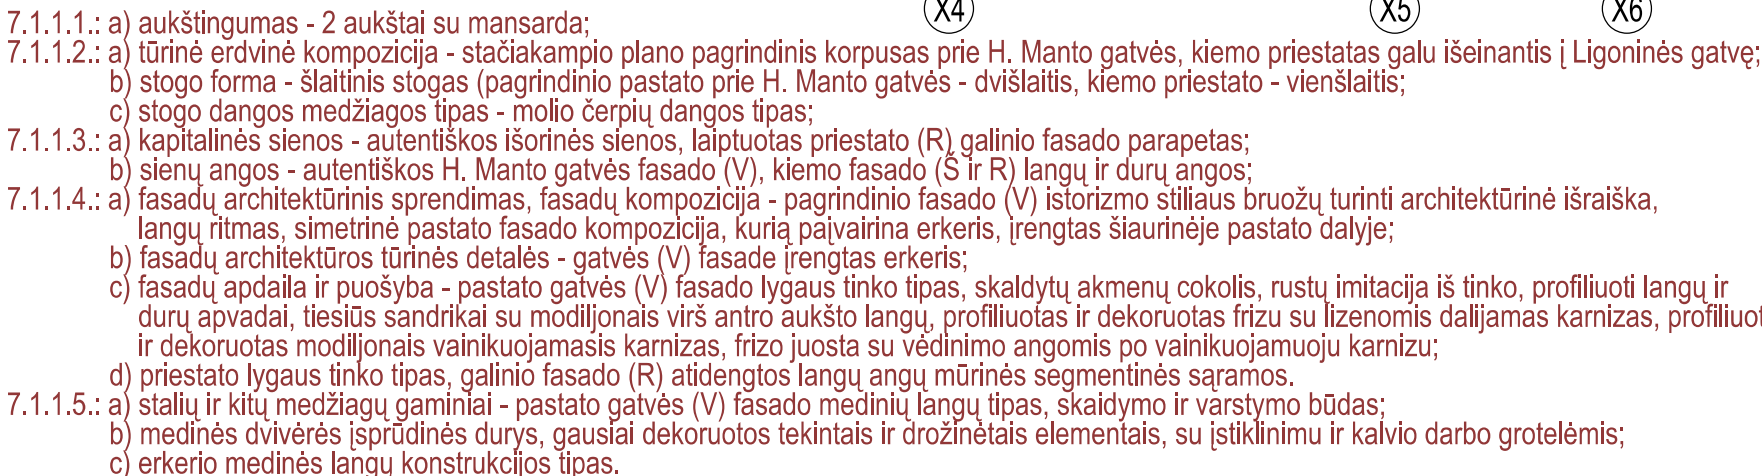 X4 X5 X6
7.1.1.1.: a) aukštingumas - 2 aukštai su mansarda;
7.1.1.2.: a) tūrinė erdvinė kompozicija - stačiakampio plano pagrindinis korpusas prie H. Manto gatvės, kiemo priestatas galu išeinantis į Ligoninės gatvę;
b) stogo forma - šlaitinis stogas (pagrindinio pastato prie H. Manto gatvės - dvišlaitis, kiemo priestato - vienšlaitis;
c) stogo dangos medžiagos tipas - molio čerpių dangos tipas;
7.1.1.3.: a) kapitalinės sienos - autentiškos išorinės sienos, laiptuotas priestato (R) galinio fasado parapetas;
b) sienų angos - autentiškos H. Manto gatvės fasado (V), kiemo fasado (Š ir R) langų ir durų angos;
7.1.1.4.: a) fasadų architektūrinis sprendimas, fasadų kompozicija - pagrindinio fasado (V) istorizmo stiliaus bruožų turinti architektūrinė išraiška,
langų ritmas, simetrinė pastato fasado kompozicija, kurią paįvairina erkeris, įrengtas šiaurinėje pastato dalyje;
b) fasadų architektūros tūrinės detalės - gatvės (V) fasade įrengtas erkeris;
c) fasadų apdaila ir puošyba - pastato gatvės (V) fasado lygaus tinko tipas, skaldytų akmenų cokolis, rustų imitacija iš tinko, profiliuoti langų ir
durų apvadai, tiesiūs sandrikai su modiljonais virš antro aukšto langų, profiliuotas ir dekoruotas frizu su lizenomis dalijamas karnizas, profiliuot
ir dekoruotas modiljonais vainikuojamasis karnizas, frizo juosta su vėdinimo angomis po vainikuojamuoju karnizu;
d) priestato lygaus tinko tipas, galinio fasado (R) atidengtos langų angų mūrinės segmentinės sąramos.
7.1.1.5.: a) stalių ir kitų medžiagų gaminiai - pastato gatvės (V) fasado medinių langų tipas, skaidymo ir varstymo būdas;
b) medinės dvivėrės įsprūdinės durys, gausiai dekoruotos tekintais ir drožinėtais elementais, su įstiklinimu ir kalvio darbo grotelėmis;
c) erkerio medinės langų konstrukcijos tipas.